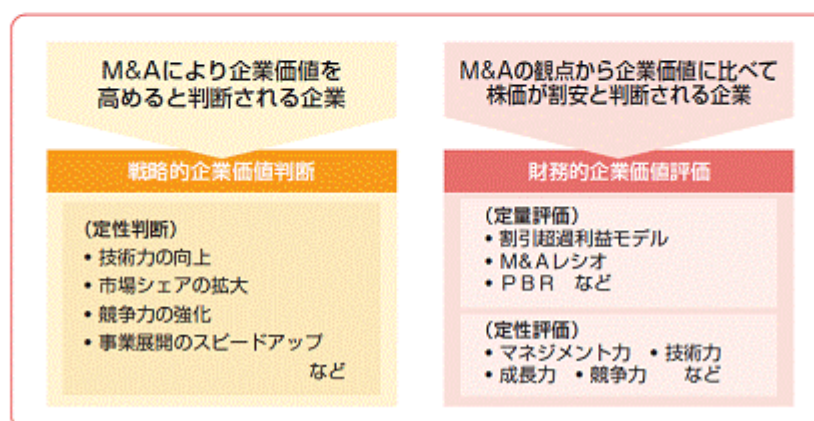 M&Aにより企業価値を
高めると判断される企業
戦略的企業価値判断
（定性判断）
• 技術力の向上
• 市場シェアの拡大
• 競争力の強化
• 事業展開のスピードアップ
など
M&Aの観点から企業価値に比べて
株価が割安と判断される企業
財務的企業価値評価
（定量評価）
• 割引超過利益モデル
• M&Aレシオ
• ＰＢＲ など
（定性評価）
• マネジメント力 • 技術力
• 成長力 • 競争力 など